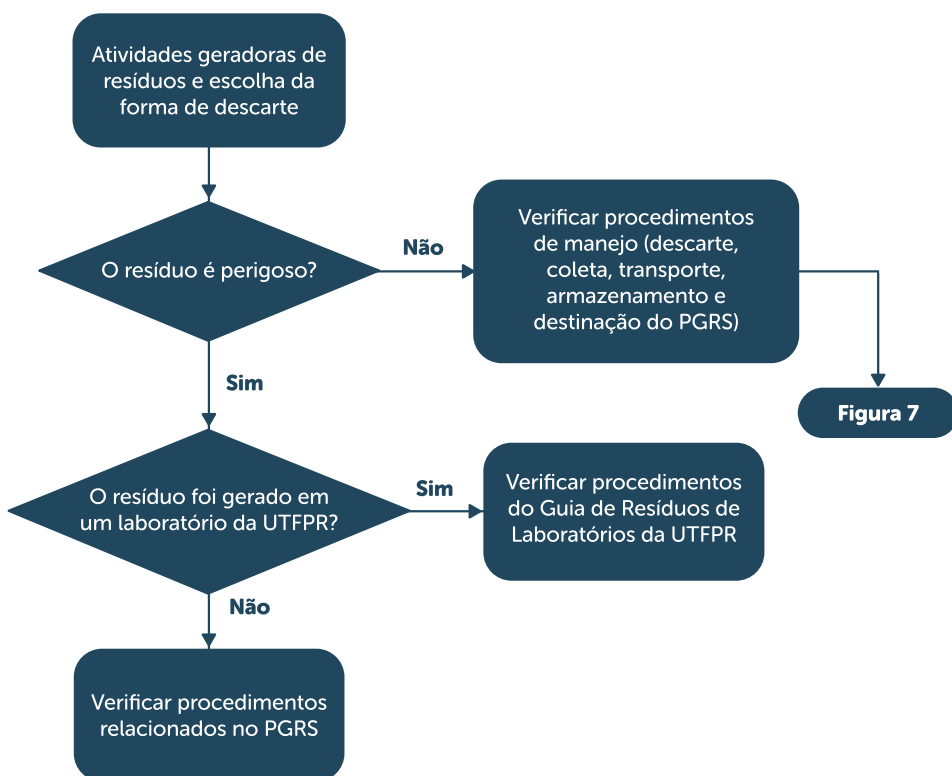 Atividades geradoras de
resíduos e escolha da
forma de descarte
O resíduo é perigoso?
Não
Verificar procedimentos
de manejo (descarte,
coleta, transporte,
armazenamento e
destinação do PGRS)
Figura 7
Sim
O resíduo foi gerado em
um laboratório da UTFPR?
Sim
Verificar procedimentos
do Guia de Resíduos de
Laboratórios da UTFPR
Não
Verificar procedimentos
relacionados no PGRS